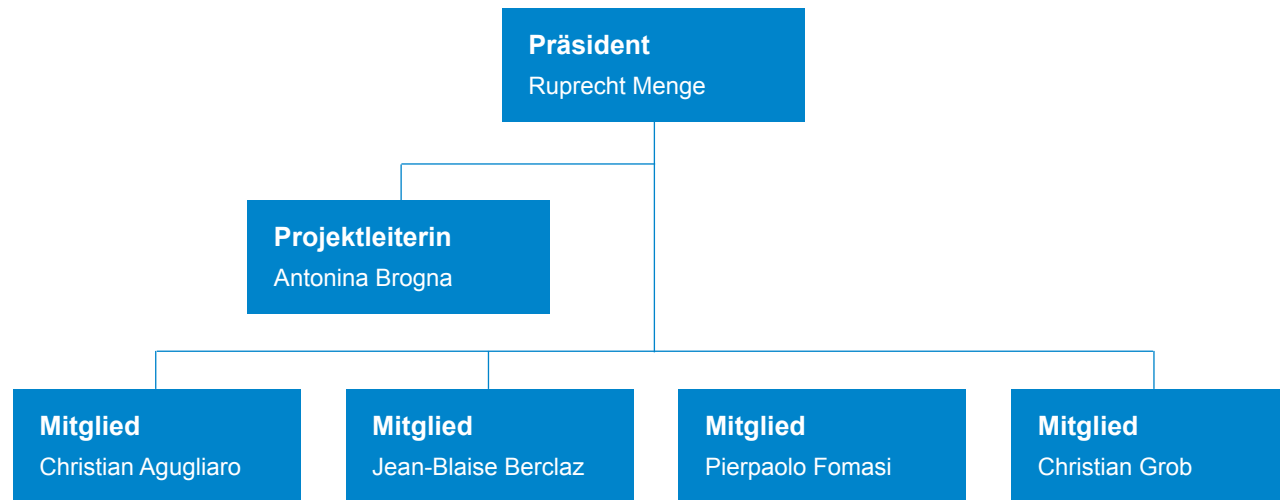 Präsident
Ruprecht Menge
Projektleiterin
Antonina Brogna
Mitglied
Christian Agugliaro
Mitglied
Jean-Blaise Berclaz
Mitglied
Pierpaolo Fomasi
Mitglied
Christian Grob